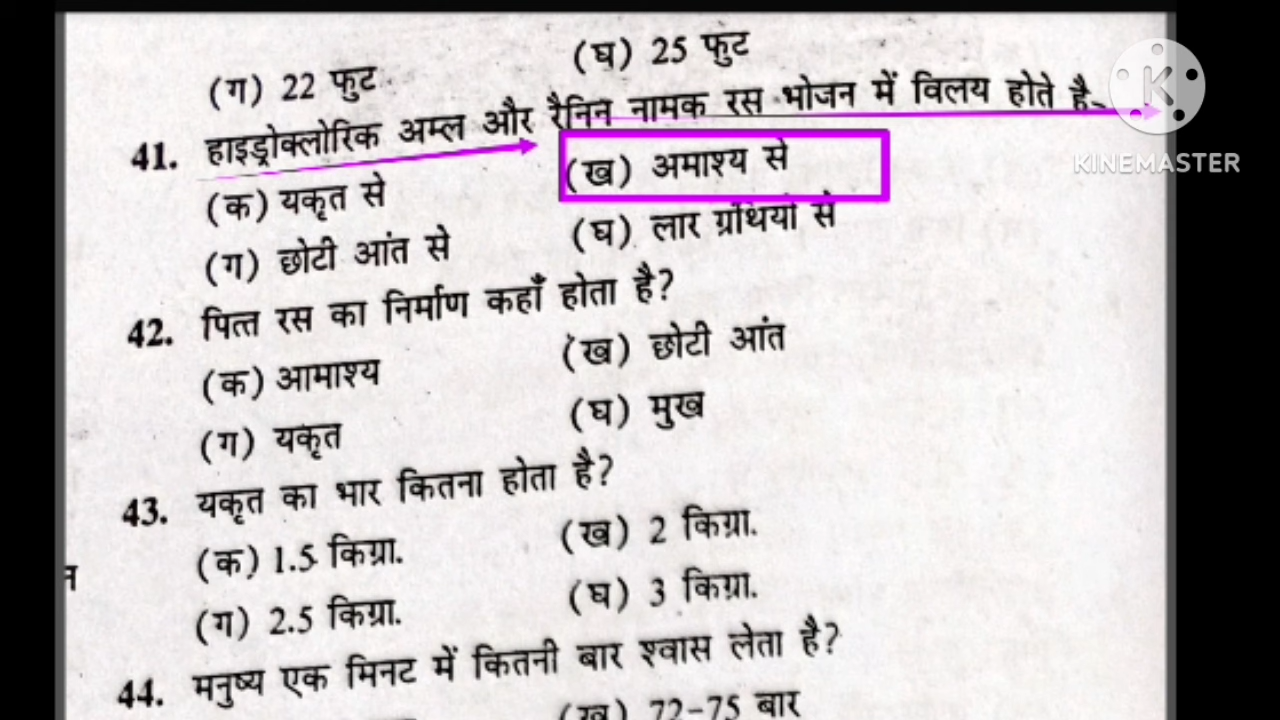 (ग) 22 फुट (घ) 25 फुट
41. हाइड्रोक्लोरिक अम्ल और रैनिन नामक रस भोजन में विलय होते है-
(क) यकृत से (ख) अमाश्य से
(ग) छोटी आंत से (घ) लार ग्रंथियों से
42. पित्त रस का निर्माण कहाँ होता है?
(क) आमाश्य (ख) छोटी आंत
(ग) यकृत (घ) मुख
43. यकृत का भार कितना होता है?
(क) 1.5 किग्रा. (ख) 2 किग्रा.
(ग) 2.5 किग्रा. (घ) 3 किग्रा.
44. मनुष्य एक मिनट में कितनी बार श्वास लेता है?
(ख) 72-75 बार
K
KINEMASTER